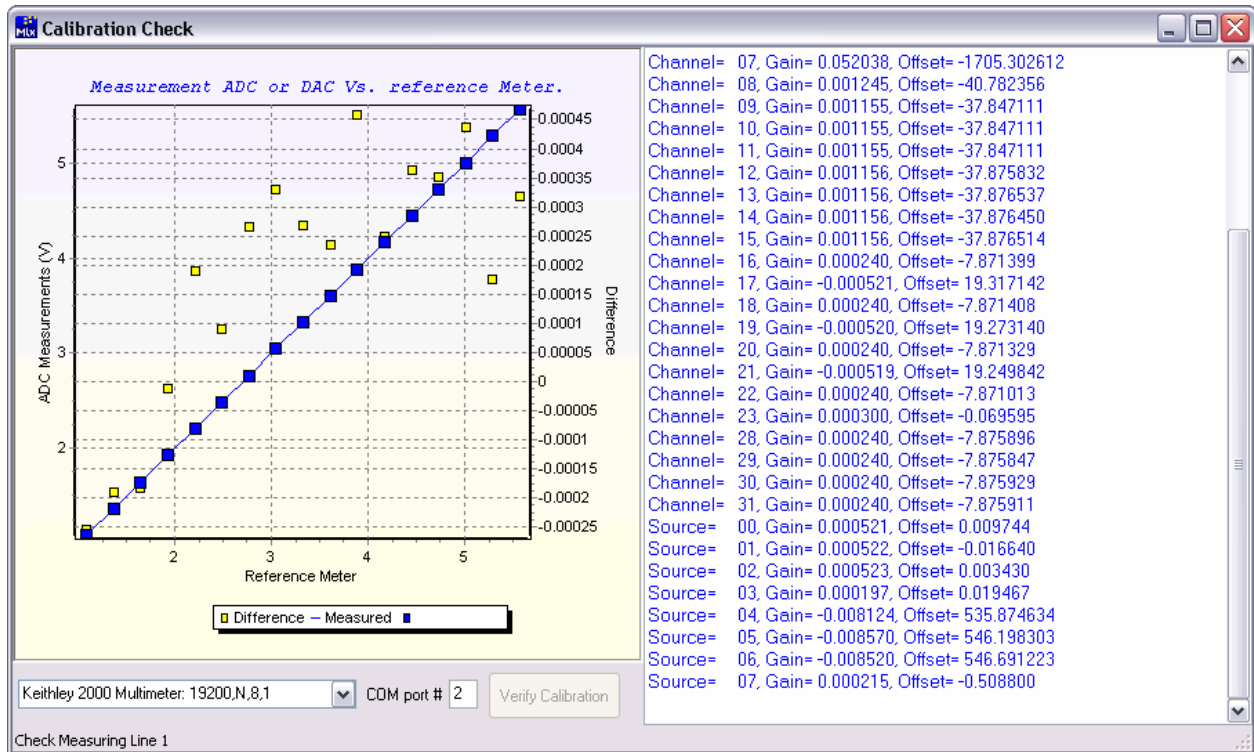 Mlx Calibration Check
Measurement ADC or DAC Vs. reference Meter.
ADC Measurements (V)
5
4
3
2
0.00045
0.0004
0.00035
0.0003
0.00025
0.0002
0.00015
0.0001
0.00005
0
-0.00005
-0.0001
-0.00015
-0.0002
-0.00025
Difference
2 3 4 5
Reference Meter
Difference Measured
Keithley 2000 Multimeter: 19200,N,8,1 COM port # 2 Verify Calibration
Channel= 07, Gain= 0.052038, Offset= -1705.302612
Channel= 08, Gain= 0.001245, Offset= -40.782356
Channel= 09, Gain= 0.001155, Offset= -37.847111
Channel= 10, Gain= 0.001155, Offset= -37.847111
Channel= 11, Gain= 0.001155, Offset= -37.847111
Channel= 12, Gain= 0.001156, Offset= -37.875832
Channel= 13, Gain= 0.001156, Offset= -37.876537
Channel= 14, Gain= 0.001156, Offset= -37.876450
Channel= 15, Gain= 0.001156, Offset= -37.876514
Channel= 16, Gain= 0.000240, Offset= -7.871399
Channel= 17, Gain= -0.000521, Offset= 19.317142
Channel= 18, Gain= 0.000240, Offset= -7.871408
Channel= 19, Gain= -0.000520, Offset= 19.273140
Channel= 20, Gain= 0.000240, Offset= -7.871329
Channel= 21, Gain= -0.000519, Offset= 19.249842
Channel= 22, Gain= 0.000240, Offset= -7.871013
Channel= 23, Gain= 0.000300, Offset= -0.069595
Channel= 28, Gain= 0.000240, Offset= -7.875896
Channel= 29, Gain= 0.000240, Offset= -7.875847
Channel= 30, Gain= 0.000240, Offset= -7.875929
Channel= 31, Gain= 0.000240, Offset= -7.875911
Source= 00, Gain= 0.000521, Offset= 0.009744
Source= 01, Gain= 0.000522, Offset= -0.016640
Source= 02, Gain= 0.000523, Offset= 0.003430
Source= 03, Gain= 0.000197, Offset= 0.019467
Source= 04, Gain= -0.008124, Offset= 535.874634
Source= 05, Gain= -0.008570, Offset= 546.198303
Source= 06, Gain= -0.008520, Offset= 546.691223
Source= 07, Gain= 0.000215, Offset= -0.508800
Check Measuring Line 1